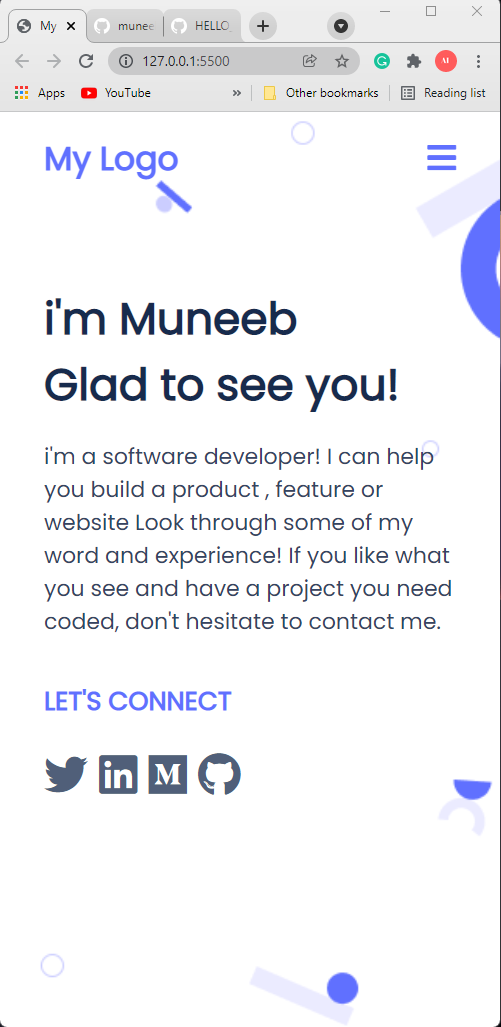 My
munee
HELLO
127.0.0.1:5500
Apps
YouTube
»
Other bookmarks
Reading list
My Logo
i'm Muneeb
Glad to see you!
i'm a software developer! I can help
you build a product , feature or
website Look through some of my
word and experience! If you like what
you see and have a project you need
coded, don't hesitate to contact me.
LET'S CONNECT
in
M